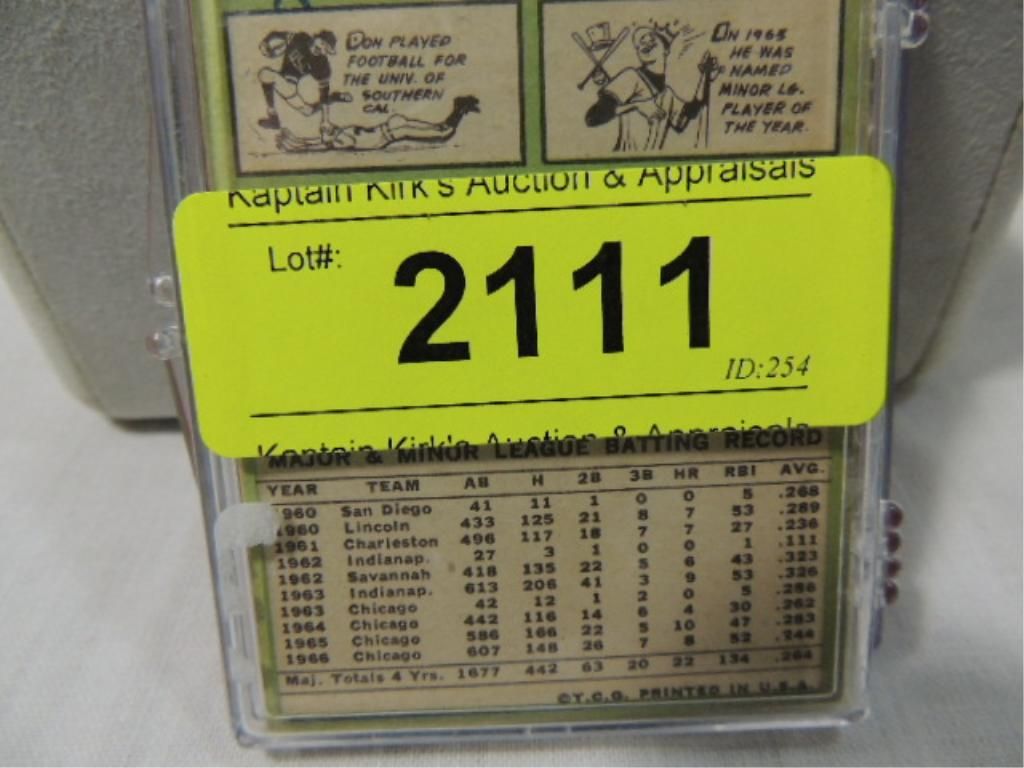 DON PLAYED
FOOTBALL FOR
THE UNIV. OF
SOUTHERN
CAL.
IN 1963
HE WAS
NAMED
MINOR LG.
PLAYER OF
THE YEAR.
Kaptain Kirk's Auction & Appraisals
Lot#:
2111
ID:254
Kaptain Kirk's Auction & Appraisals
MAJOR & MINOR LEAGUE BATTING RECORD
YEAR TEAM AB H 2B 3B HR RBI AVG.
1960 San Diego 41 11 1 0 0 5 .268
1960 Lincoln 433 125 21 8 7 53 .289
1961 Charleston 496 117 18 7 7 27 .236
1962 Indianap. 27 3 1 0 0 1 .111
1962 Savannah 418 135 22 5 6 43 .323
1963 Indianap. 613 206 41 3 9 53 .336
1963 Chicago 42 12 1 2 0 5 .286
1964 Chicago 442 116 14 6 4 30 .262
1965 Chicago 586 166 22 5 10 47 .283
1966 Chicago 607 148 26 7 8 52 .244
Maj. Totals 4 Yrs. 1677 442 63 20 22 134 .264
©T.C.G. PRINTED IN U.S.A.